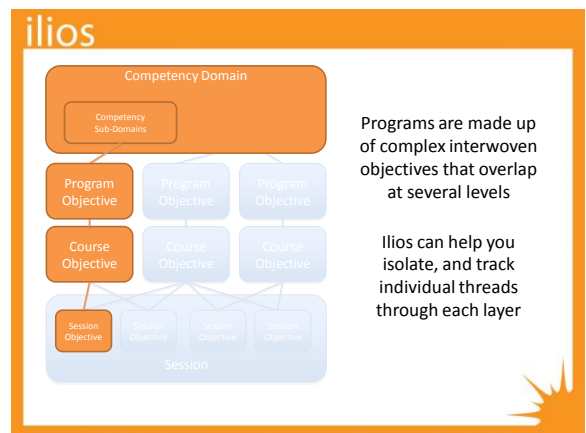 ilios
Competency Domain
Competency
Sub-Domains
Program
Objective
Program
Objective
Program
Objective
Course
Objective
Course
Objective
Course
Objective
Session
Objective
Session
Objective
Session
Objective
Session
Objective
Session
Programs are made up
of complex interwoven
objectives that overlap
at several levels
Ilios can help you
isolate, and track
individual threads
through each layer